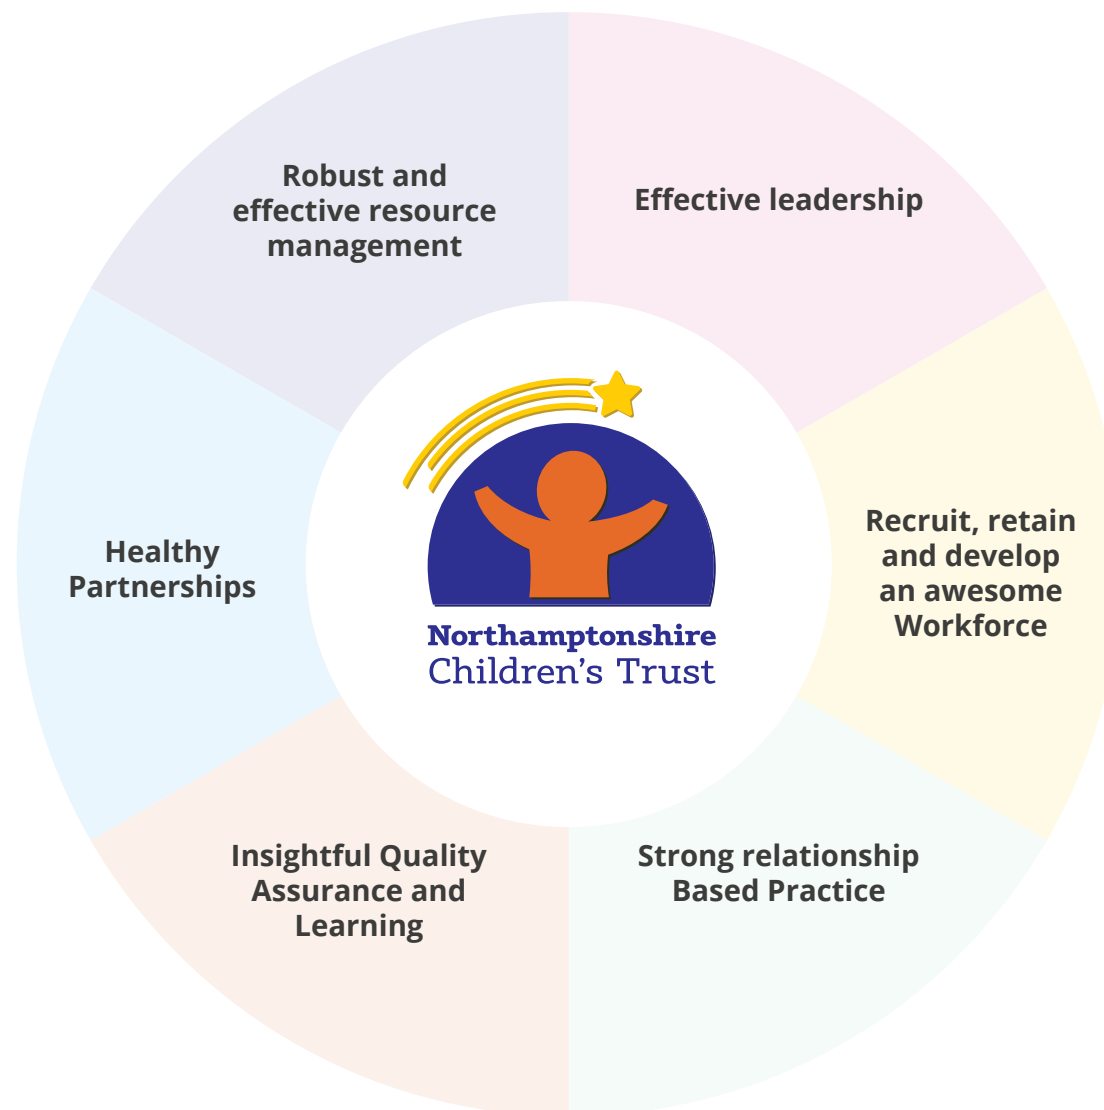 Robust and
effective resource
management
Effective leadership
Recruit, retain
and develop
an awesome
Workforce
Healthy
Partnerships
Northamptonshire
Children's Trust
Insightful Quality
Assurance and
Learning
Strong relationship
Based Practice